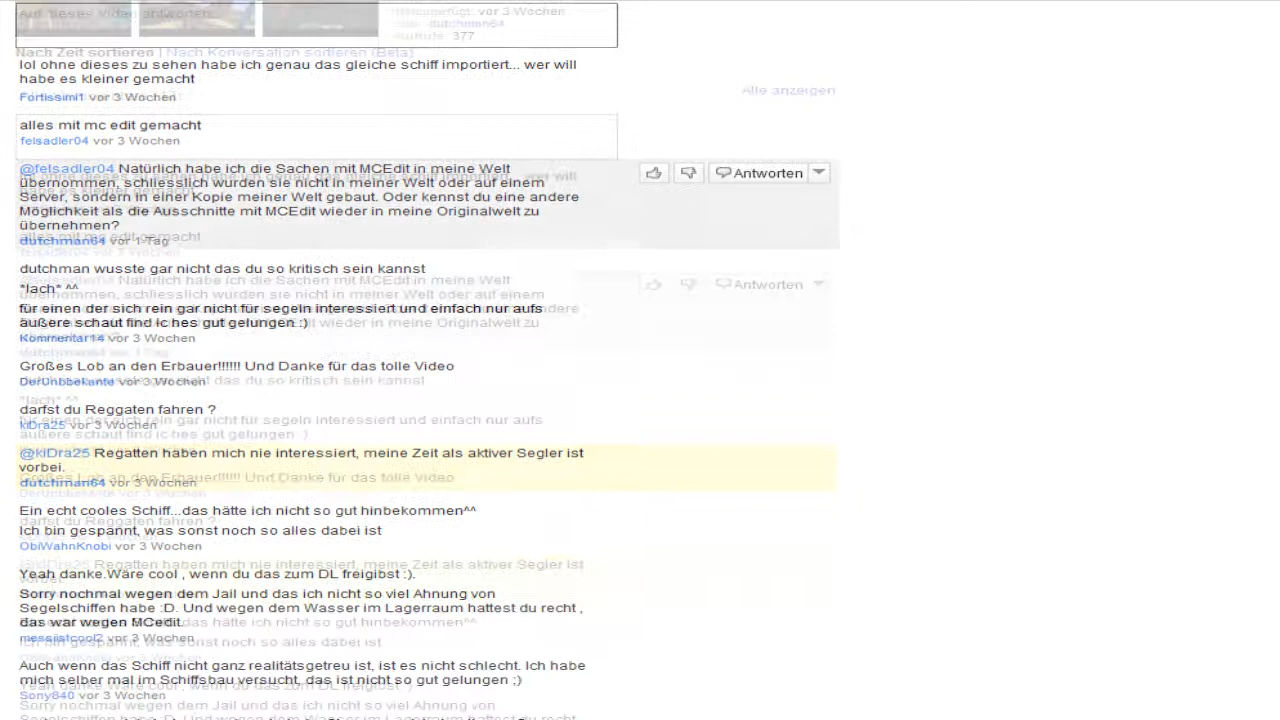 Auf dieses Video antworten...
vor 3 Wochen
dutchman64
377
Nach Zeit sortieren | Nach Konversation sortieren (Beta)
lol ohne dieses zu sehen habe ich genau das gleiche schiff importiert... wer will
habe es kleiner gemacht
Fortissim1 vor 3 Wochen
Alle anzeigen
alles mit mc edit gemacht
felsadler04 vor 3 Wochen
@felsadler04 Natürlich habe ich die Sachen mit MCEdit in meine Welt
übernommen, schliesslich wurden sie nicht in meiner Welt oder auf einem
Server, sondern in einer Kopie meiner Welt gebaut. Oder kennst du eine andere
Möglichkeit als die Ausschnitte mit MCEdit wieder in meine Originalwelt zu
übernehmen?
dutchman64 vor 1 Tag
Antworten
dutchman wusste gar nicht das du so kritisch sein kannst
*lach* ^^
für einen der sich rein gar nicht für segeln interessiert und einfach nur aufs
äußere schaut find ic hes gut gelungen :)
Kommentar14 vor 3 Wochen
Antworten
Großes Lob an den Erbauer!!!!!! Und Danke für das tolle Video
DerUnbbekante vor 3 Wochen
darfst du Reggaten fahren ?
kiDra25 vor 3 Wochen
@kiDra25 Regatten haben mich nie interessiert, meine Zeit als aktiver Segler ist
vorbei.
dutchman64 vor 3 Wochen
Ein echt cooles Schiff...das hätte ich nicht so gut hinbekommen^^
Ich bin gespannt, was sonst noch so alles dabei ist
ObiWahnKnobi vor 3 Wochen
Yeah danke.Wäre cool , wenn du das zum DL freigibst :).
Sorry nochmal wegen dem Jail und das ich nicht so viel Ahnung von
Segelschiffen habe :D. Und wegen dem Wasser im Lagerraum hattest du recht ,
das war wegen MCedit.
messiistcool2 vor 3 Wochen
Auch wenn das Schiff nicht ganz realitätsgetreu ist, ist es nicht schlecht. Ich habe
mich selber mal im Schiffsbau versucht, das ist nicht so gut gelungen ;)
Sony840 vor 3 Wochen